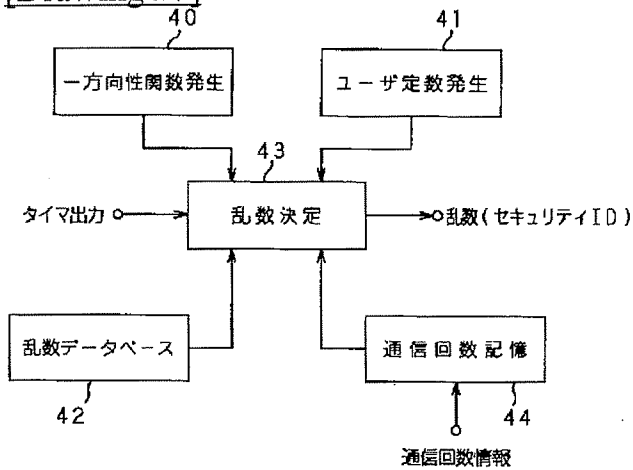 40
41
一方向性関数発生
ユーザ定数発生
43
タイマ出力
乱数決定
乱数(セキュリティID)
乱数データベース
通信回数記憶
42
44
通信回数情報